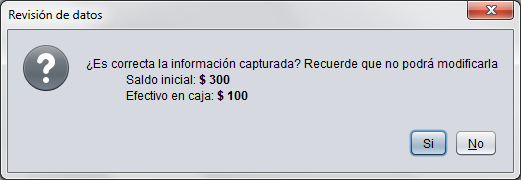 Revisión de datos
¿Es correcta la información capturada? Recuerde que no podrá modificarla
Saldo inicial: $ 300
Efectivo en caja: $ 100
Si
No